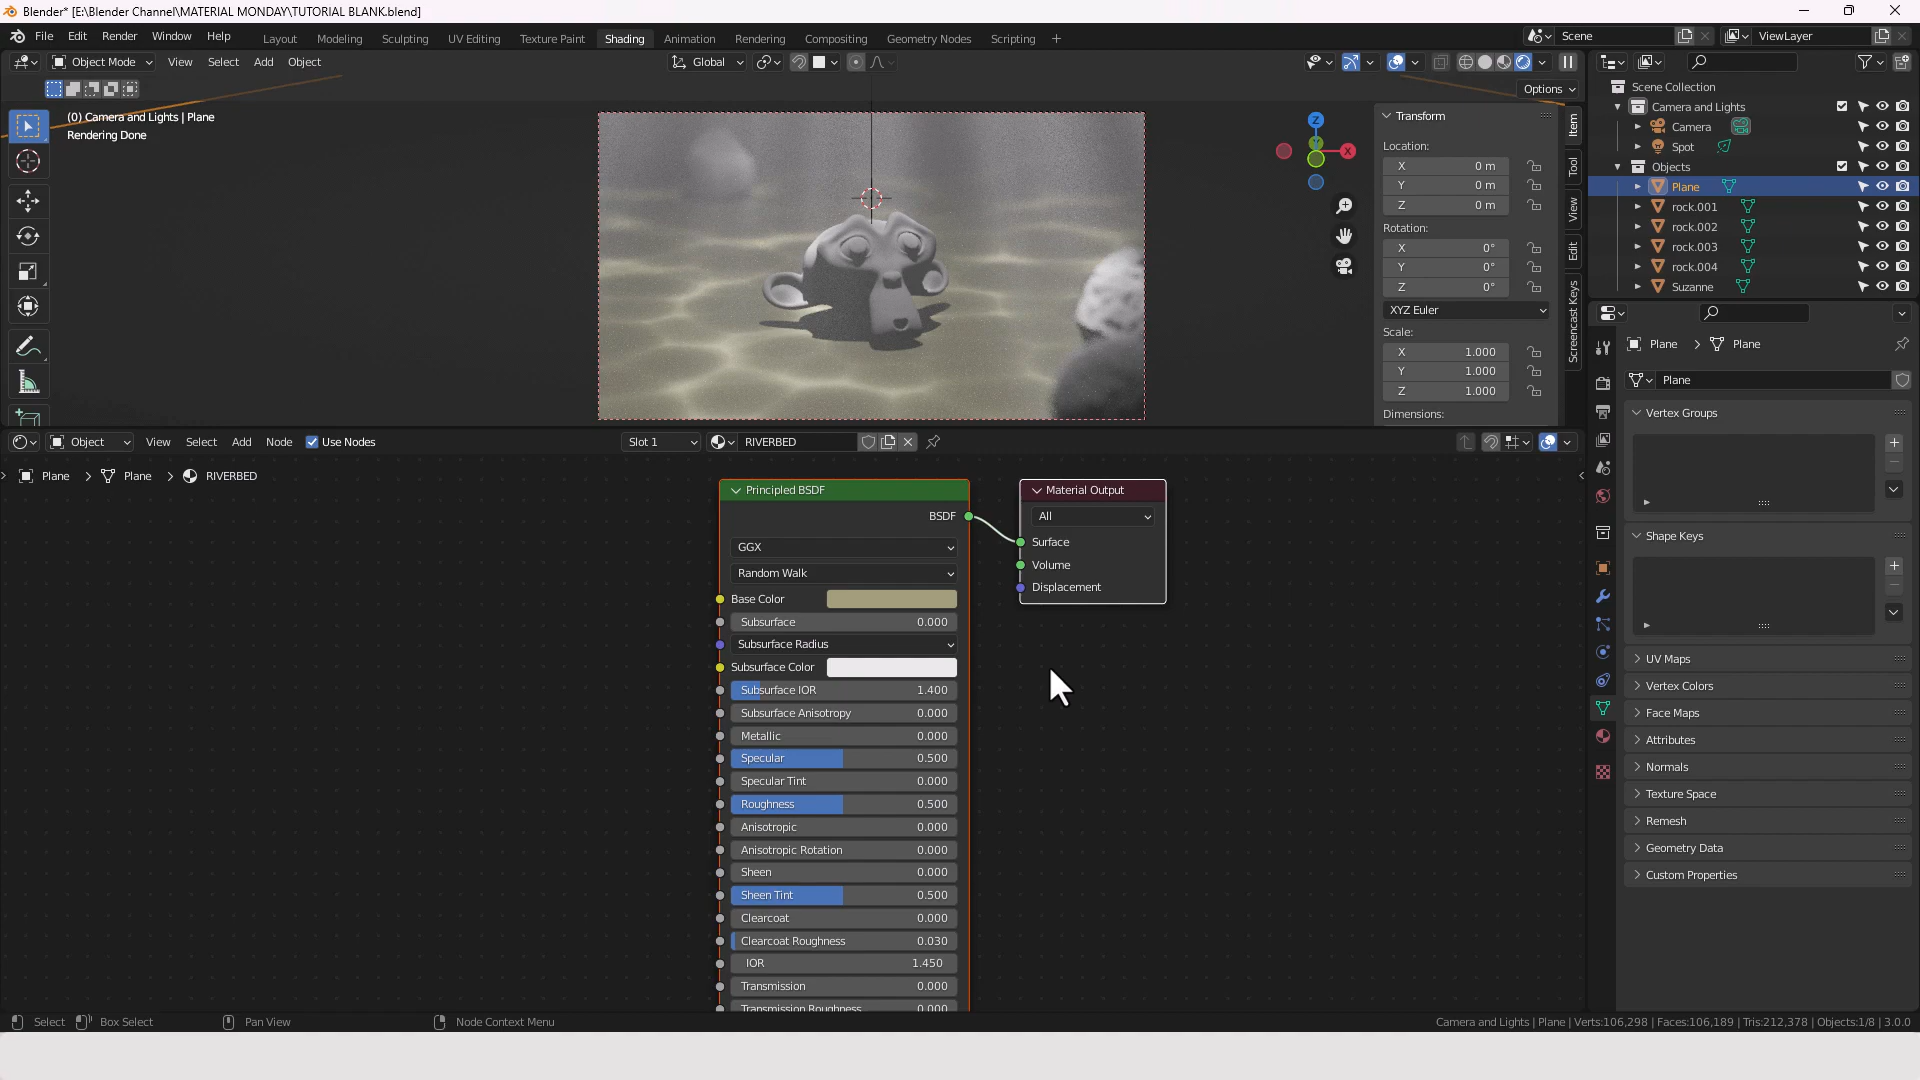 Blender* [E:\Blender Channel\MATERIAL MONDAY\TUTORIAL BLANK.blend]
File Edit Render Window Help
Layout Modeling Sculpting UV Editing Texture Paint Shading Animation Rendering Compositing Geometry Nodes Scripting +
Scene
ViewLayer
Object Mode View Select Add Object
Global
Options
(0) Camera and Lights | Plane
Rendering Done
Z
X
Transform
Location:
X 0 m
Y 0 m
Z 0 m
Rotation:
X 0°
Y 0°
Z 0°
XYZ Euler
Scale:
X 1.000
Y 1.000
Z 1.000
Dimensions:
Item
Tool
View
Edit
Screencast Keys
Scene Collection
Camera and Lights
Camera
Spot
Objects
Plane
rock.001
rock.002
rock.003
rock.004
Suzanne
Plane > Plane
Plane
Vertex Groups
Shape Keys
UV Maps
Vertex Colors
Face Maps
Attributes
Normals
Texture Space
Remesh
Geometry Data
Custom Properties
Object View Select Add Node Use Nodes
Slot 1
RIVERBED
Plane > Plane > RIVERBED
Principled BSDF
BSDF
GGX
Random Walk
Base Color
Subsurface 0.000
Subsurface Radius
Subsurface Color
Subsurface IOR 1.400
Subsurface Anisotropy 0.000
Metallic 0.000
Specular 0.500
Specular Tint 0.000
Roughness 0.500
Anisotropic 0.000
Anisotropic Rotation 0.000
Sheen 0.000
Sheen Tint 0.500
Clearcoat 0.000
Clearcoat Roughness 0.030
IOR 1.450
Transmission 0.000
Transmission Roughness 0.000
Material Output
All
Surface
Volume
Displacement
Select Box Select Pan View Node Context Menu
Camera and Lights | Plane | Verts:106,298 | Faces:106,189 | Tris:212,378 | Objects:1/8 | 3.0.0